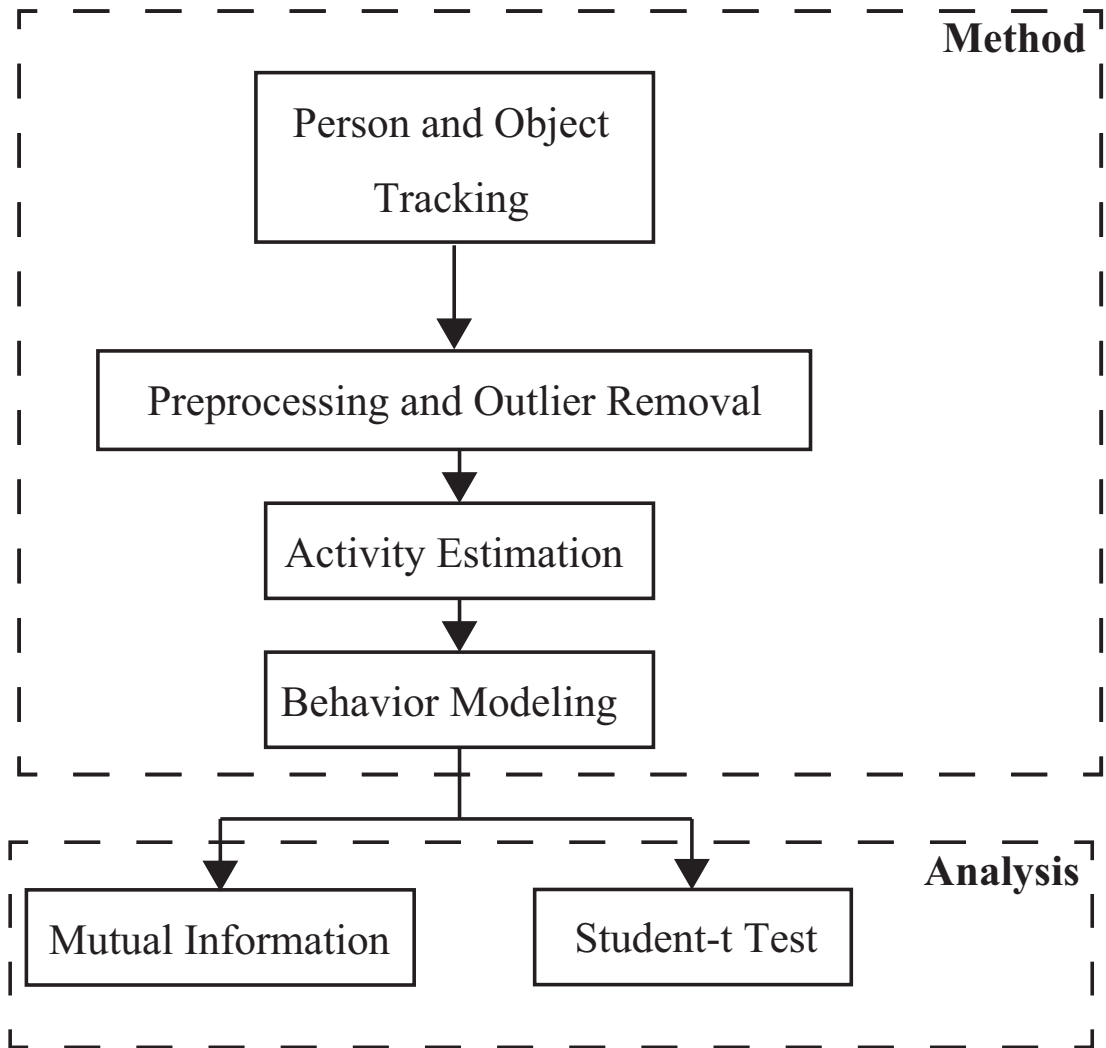 Method
Person and Object
Tracking
Preprocessing and Outlier Removal
Activity Estimation
Behavior Modeling
Analysis
Mutual Information
Student-t Test